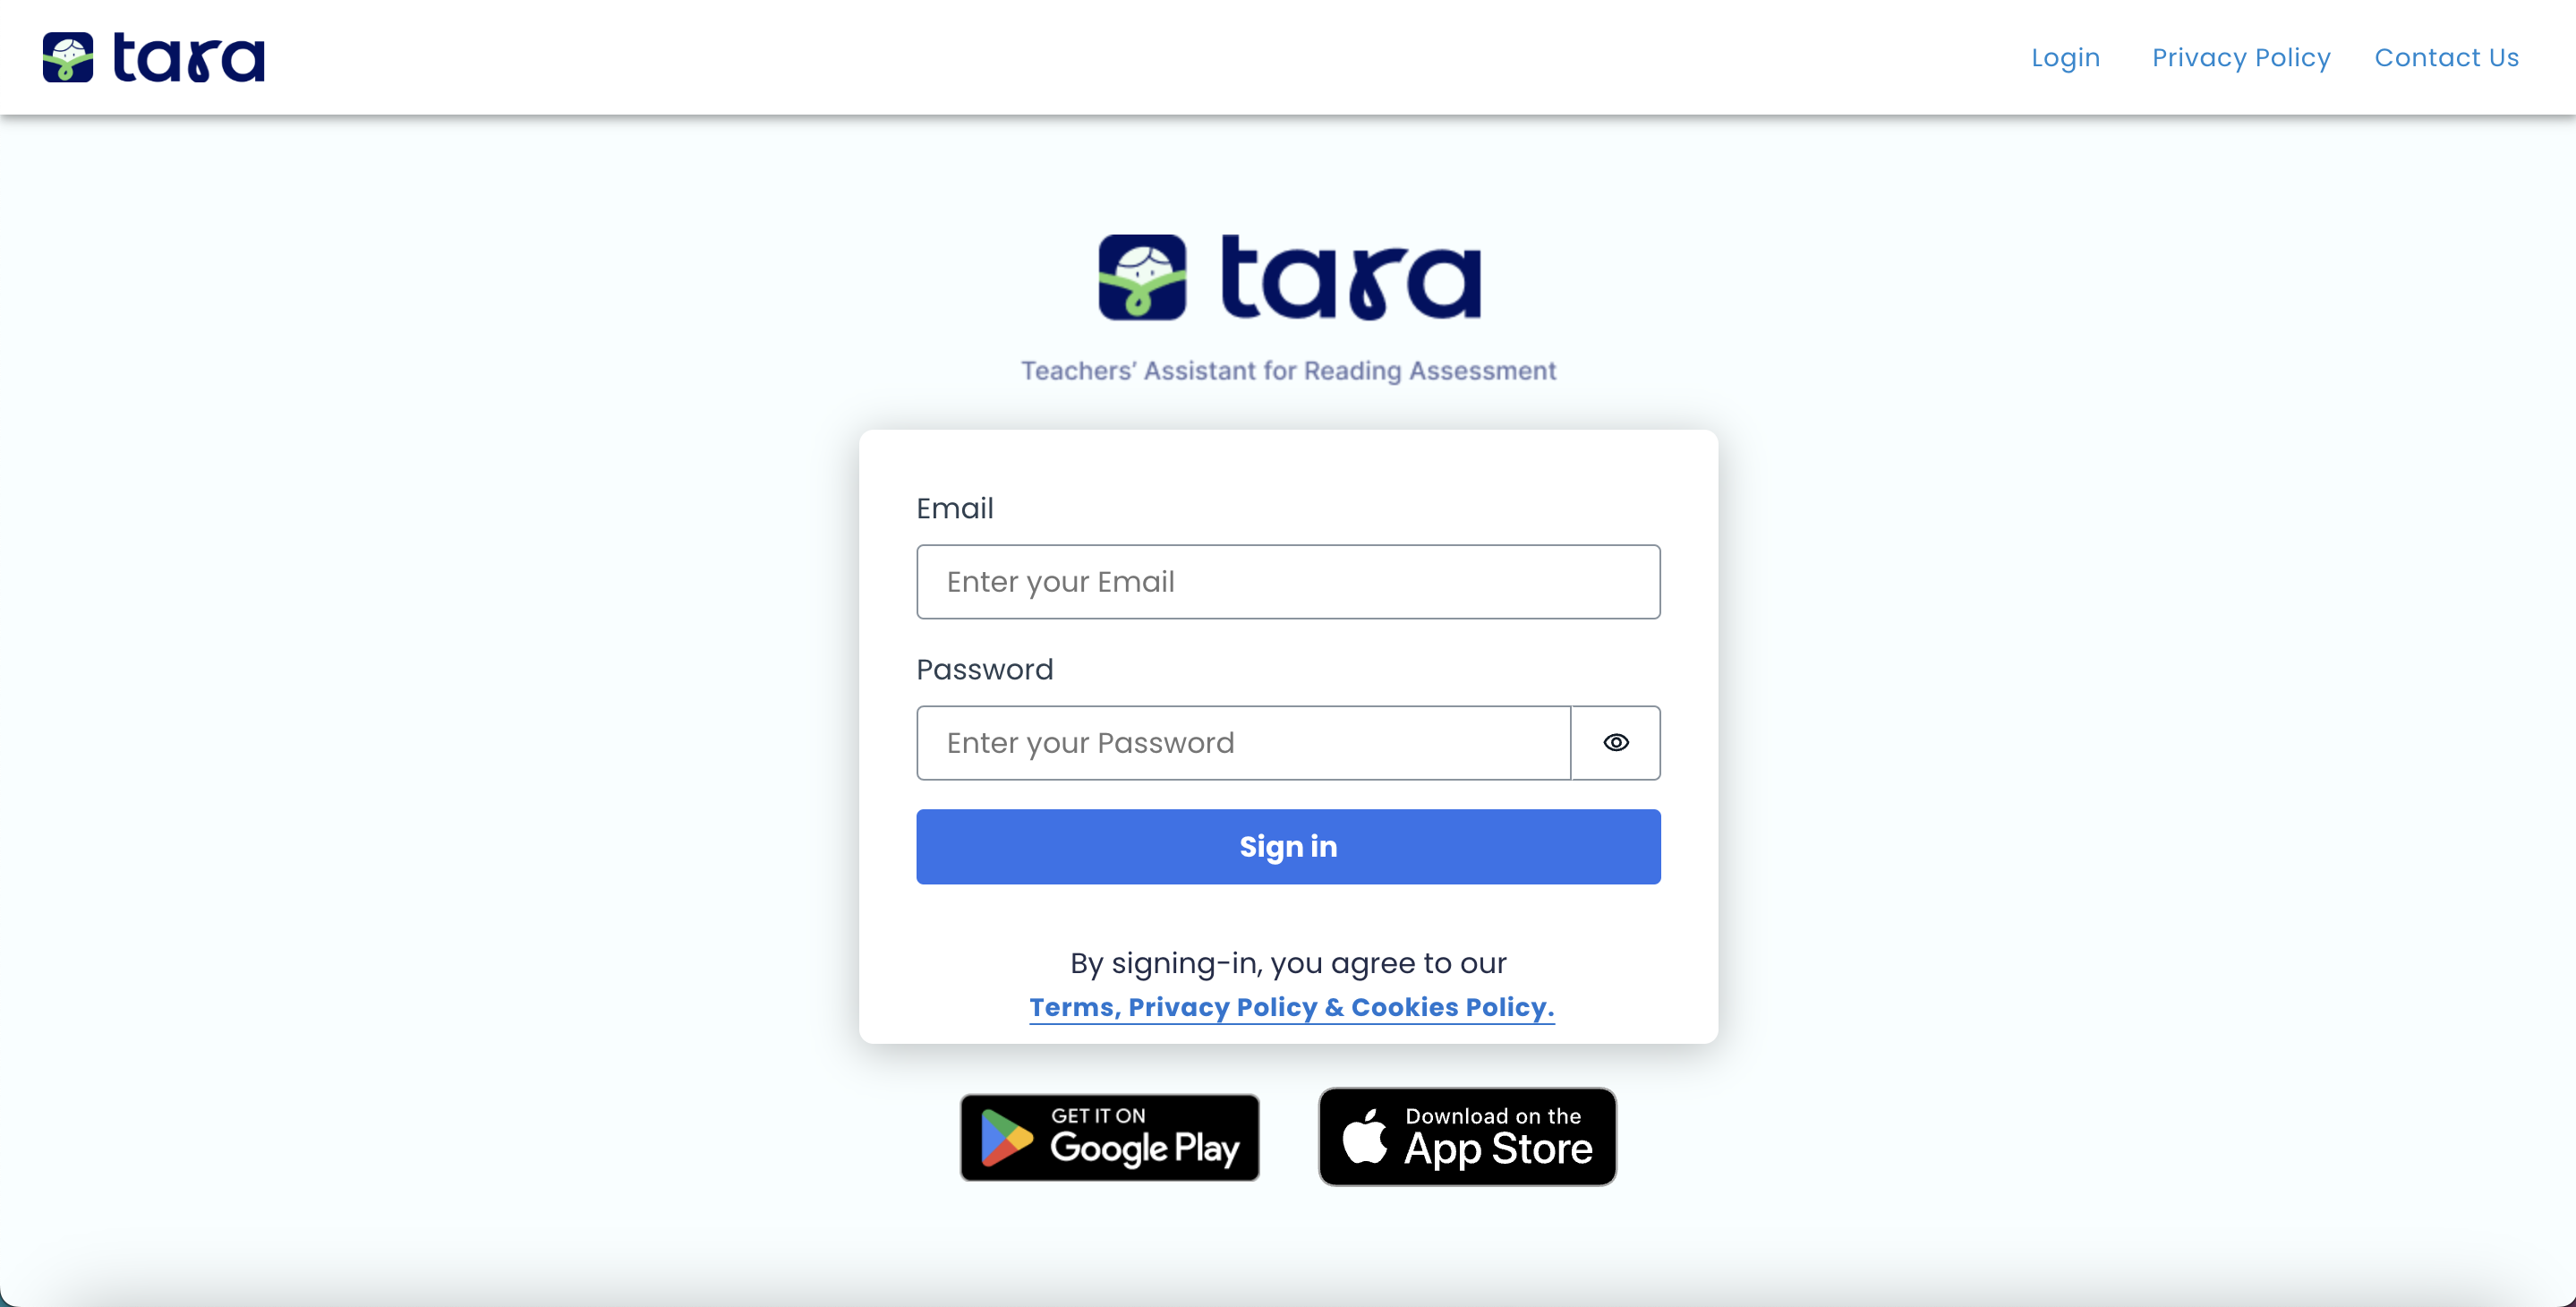 tara
Login
Privacy Policy
Contact Us
tara
Teachers’ Assistant for Reading Assessment
Email
Enter your Email
Password
Enter your Password
Sign in
By signing-in, you agree to our
Terms, Privacy Policy & Cookies Policy.
GET IT ON
Google Play
Download on the
App Store